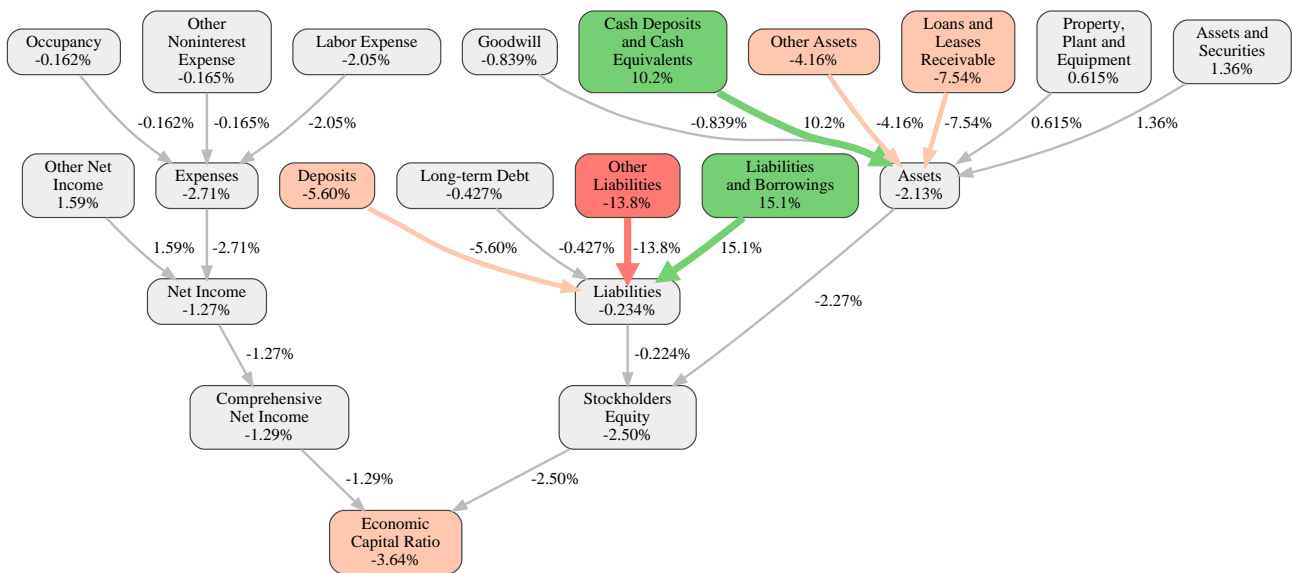 Occupancy
-0.162%
Other
Noninterest
Expense
-0.165%
Labor Expense
-2.05%
Goodwill
-0.839%
Cash Deposits
and Cash
Equivalents
10.2%
Other Assets
-4.16%
Loans and
Leases
Receivable
-7.54%
Property,
Plant and
Equipment
0.615%
Assets and
Securities
1.36%
-0.162%
-0.165%
-2.05%
-0.839%
10.2%
-4.16%
-7.54%
0.615%
1.36%
Other Net
Income
1.59%
Expenses
-2.71%
Deposits
-5.60%
Long-term Debt
-0.427%
Other
Liabilities
-13.8%
Liabilities
and Borrowings
15.1%
Assets
-2.13%
1.59%
-2.71%
-5.60%
-0.427%
-13.8%
15.1%
-2.27%
Net Income
-1.27%
Liabilities
-0.234%
-1.27%
-0.224%
Comprehensive
Net Income
-1.29%
Stockholders
Equity
-2.50%
-1.29%
-2.50%
Economic
Capital Ratio
-3.64%